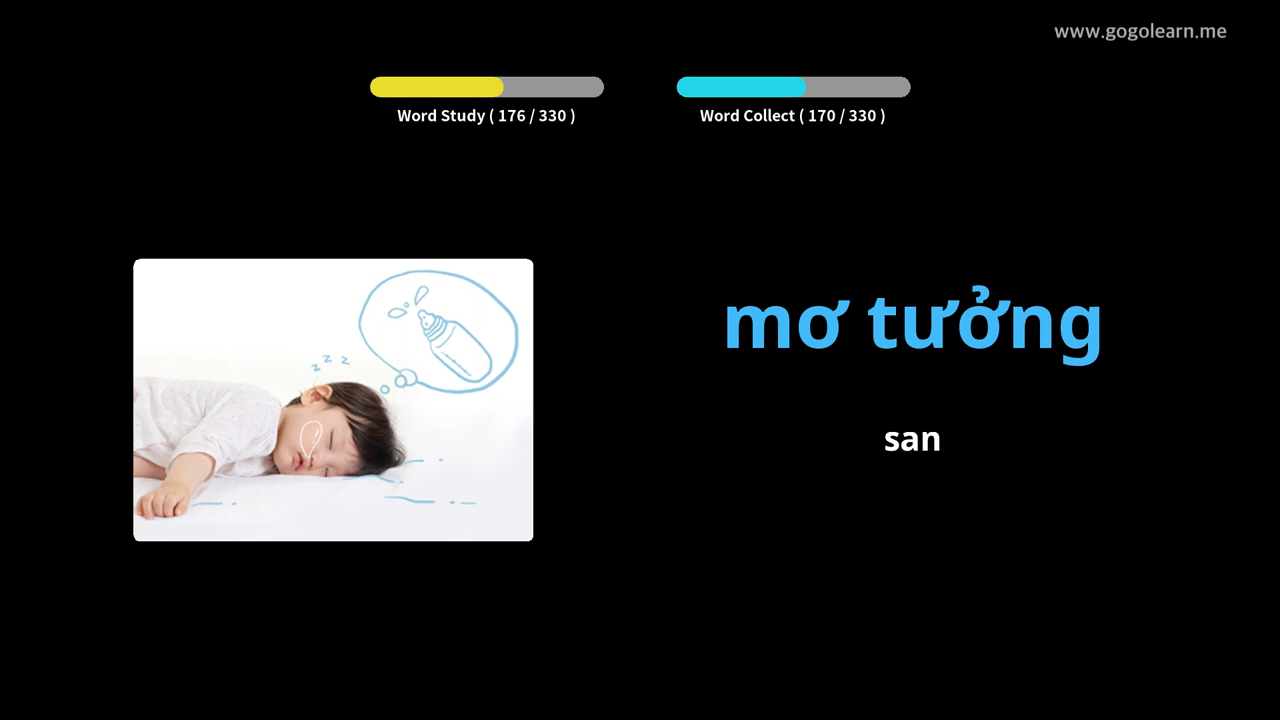 www.gogolearn.me
Word Study ( 176 / 330 )
Word Collect ( 170 / 330 )
z z z
mơ tưởng
san